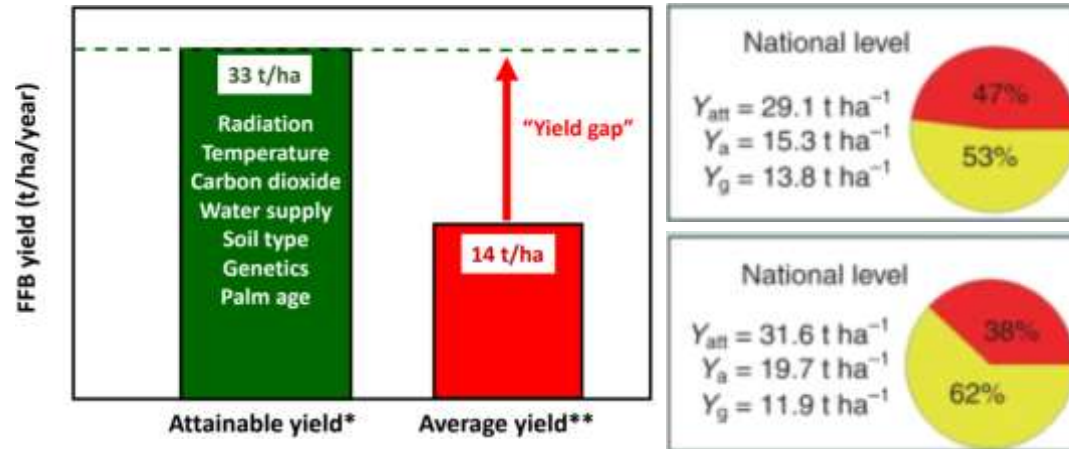 FFB yield (t/ha/year)
33 t/ha
Radiation
Temperature
Carbon dioxide
Water supply
Soil type
Genetics
Palm age
"Yield gap"
14 t/ha
Attainable yield*
Average yield**
National level
Yatt = 29.1 t ha⁻¹
Ya = 15.3 t ha⁻¹
Yg = 13.8 t ha⁻¹
47%
53%
National level
Yatt = 31.6 t ha⁻¹
Ya = 19.7 t ha⁻¹
Yg = 11.9 t ha⁻¹
38%
62%